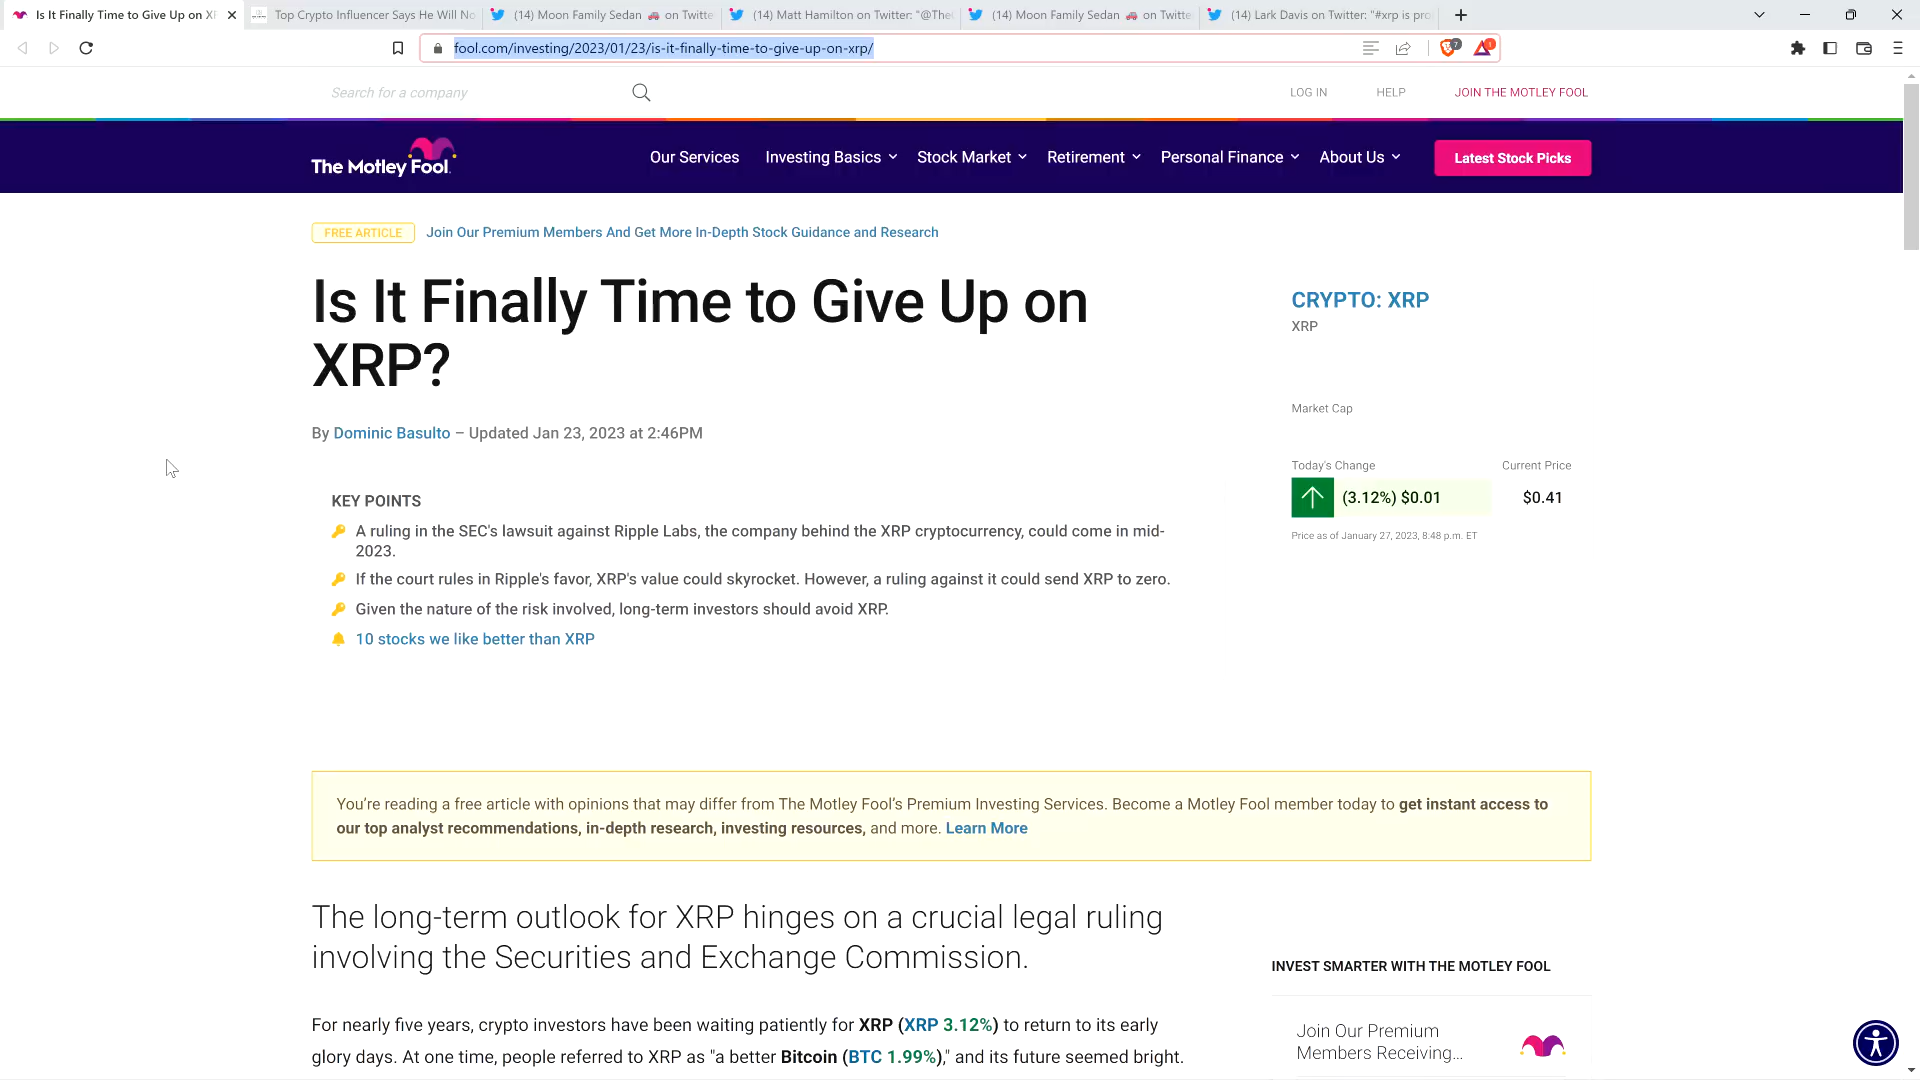 Is It Finally Time to Give Up on XR
Top Crypto Influencer Says He Will No
(14) Moon Family Sedan 🚗 on Twitte
(14) Matt Hamilton on Twitter: "@The
(14) Moon Family Sedan 🚗 on Twitte
(14) Lark Davis on Twitter: "#xrp is pro
fool.com/investing/2023/01/23/is-it-finally-time-to-give-up-on-xrp/
7
1
Search for a company
LOG IN
HELP
JOIN THE MOTLEY FOOL
The Motley Fool.
Our Services
Investing Basics
Stock Market
Retirement
Personal Finance
About Us
Latest Stock Picks
FREE ARTICLE
Join Our Premium Members And Get More In-Depth Stock Guidance and Research
Is It Finally Time to Give Up on
XRP?
By Dominic Basulto – Updated Jan 23, 2023 at 2:46PM
KEY POINTS
A ruling in the SEC's lawsuit against Ripple Labs, the company behind the XRP cryptocurrency, could come in mid-
2023.
If the court rules in Ripple's favor, XRP's value could skyrocket. However, a ruling against it could send XRP to zero.
Given the nature of the risk involved, long-term investors should avoid XRP.
10 stocks we like better than XRP
CRYPTO: XRP
XRP
Market Cap
Today's Change
Current Price
(3.12%) $0.01
$0.41
Price as of January 27, 2023, 8:48 p.m. ET
You’re reading a free article with opinions that may differ from The Motley Fool’s Premium Investing Services. Become a Motley Fool member today to get instant access to
our top analyst recommendations, in-depth research, investing resources, and more. Learn More
The long-term outlook for XRP hinges on a crucial legal ruling
involving the Securities and Exchange Commission.
For nearly five years, crypto investors have been waiting patiently for XRP (XRP 3.12%) to return to its early
glory days. At one time, people referred to XRP as "a better Bitcoin (BTC 1.99%)," and its future seemed bright.
INVEST SMARTER WITH THE MOTLEY FOOL
Join Our Premium
Members Receiving...